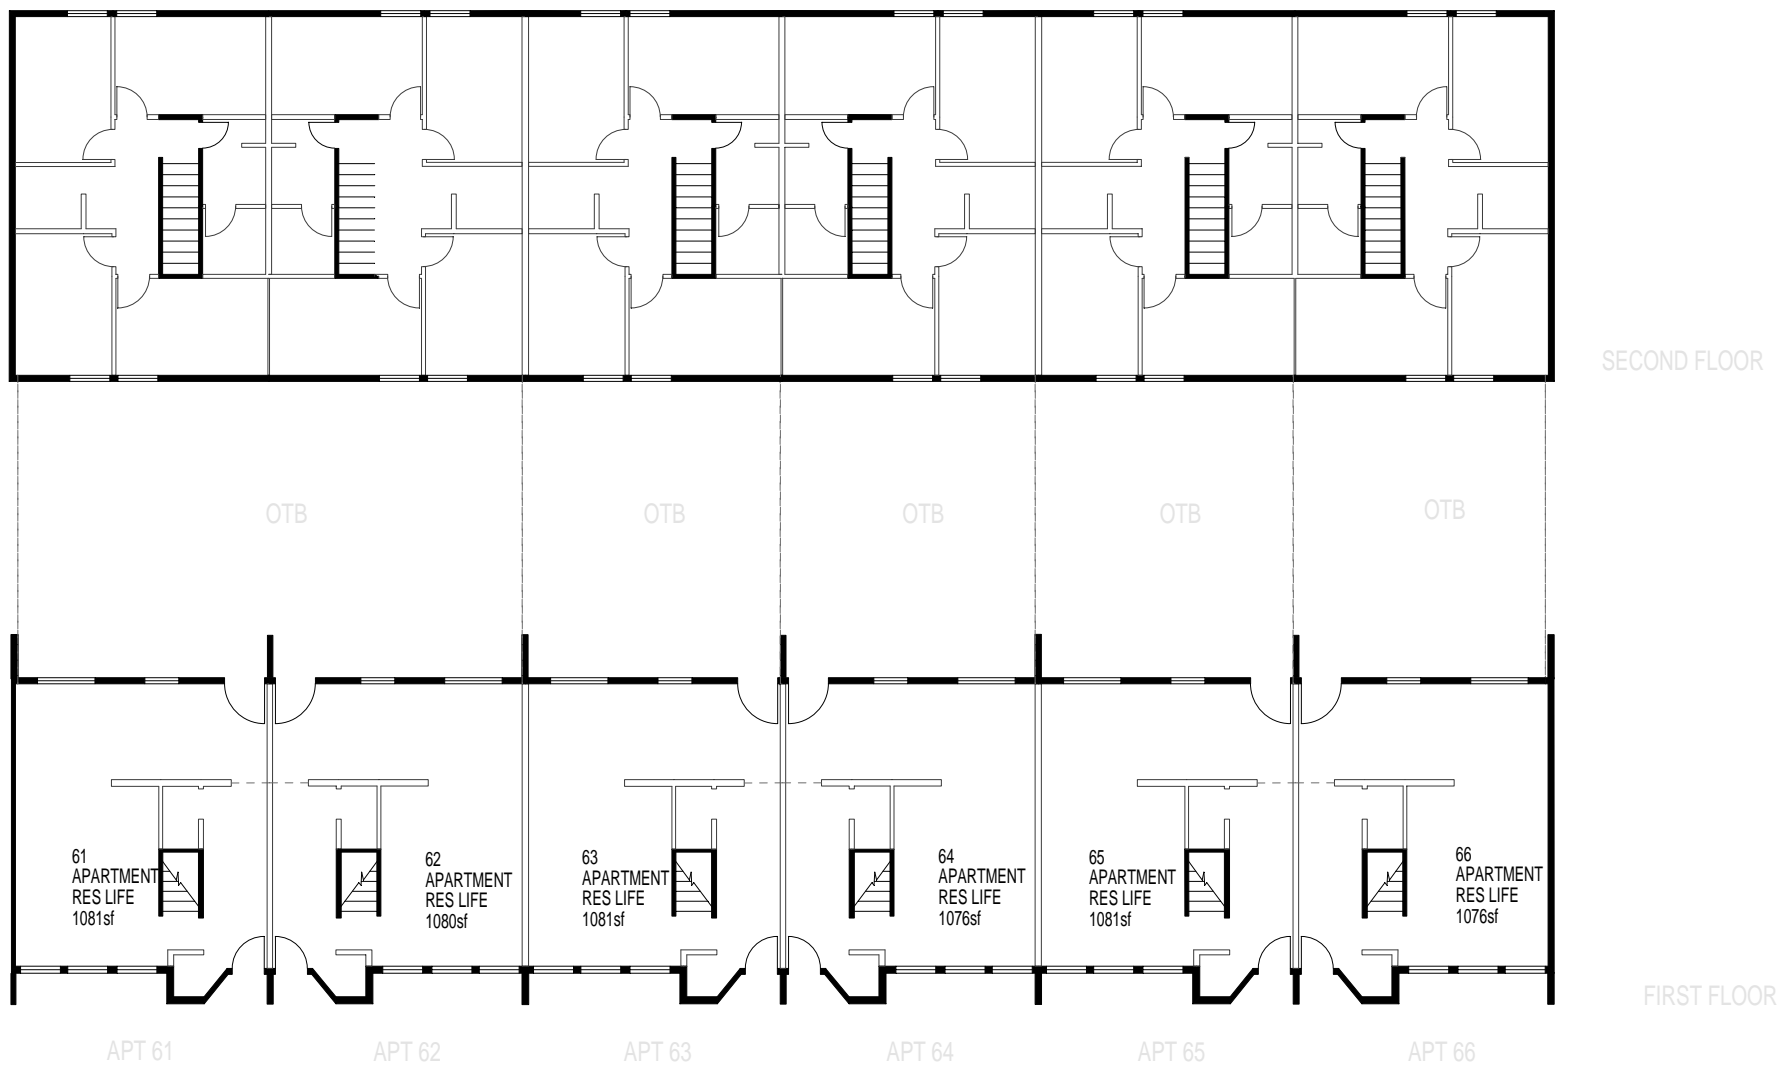 SECOND FLOOR
OTB
OTB
OTB
OTB
OTB
61
APARTMENT
RES LIFE
1081sf
62
APARTMENT
RES LIFE
1080sf
63
APARTMENT
RES LIFE
1081sf
64
APARTMENT
RES LIFE
1076sf
65
APARTMENT
RES LIFE
1081sf
66
APARTMENT
RES LIFE
1076sf
FIRST FLOOR
APT 61
APT 62
APT 63
APT 64
APT 65
APT 66